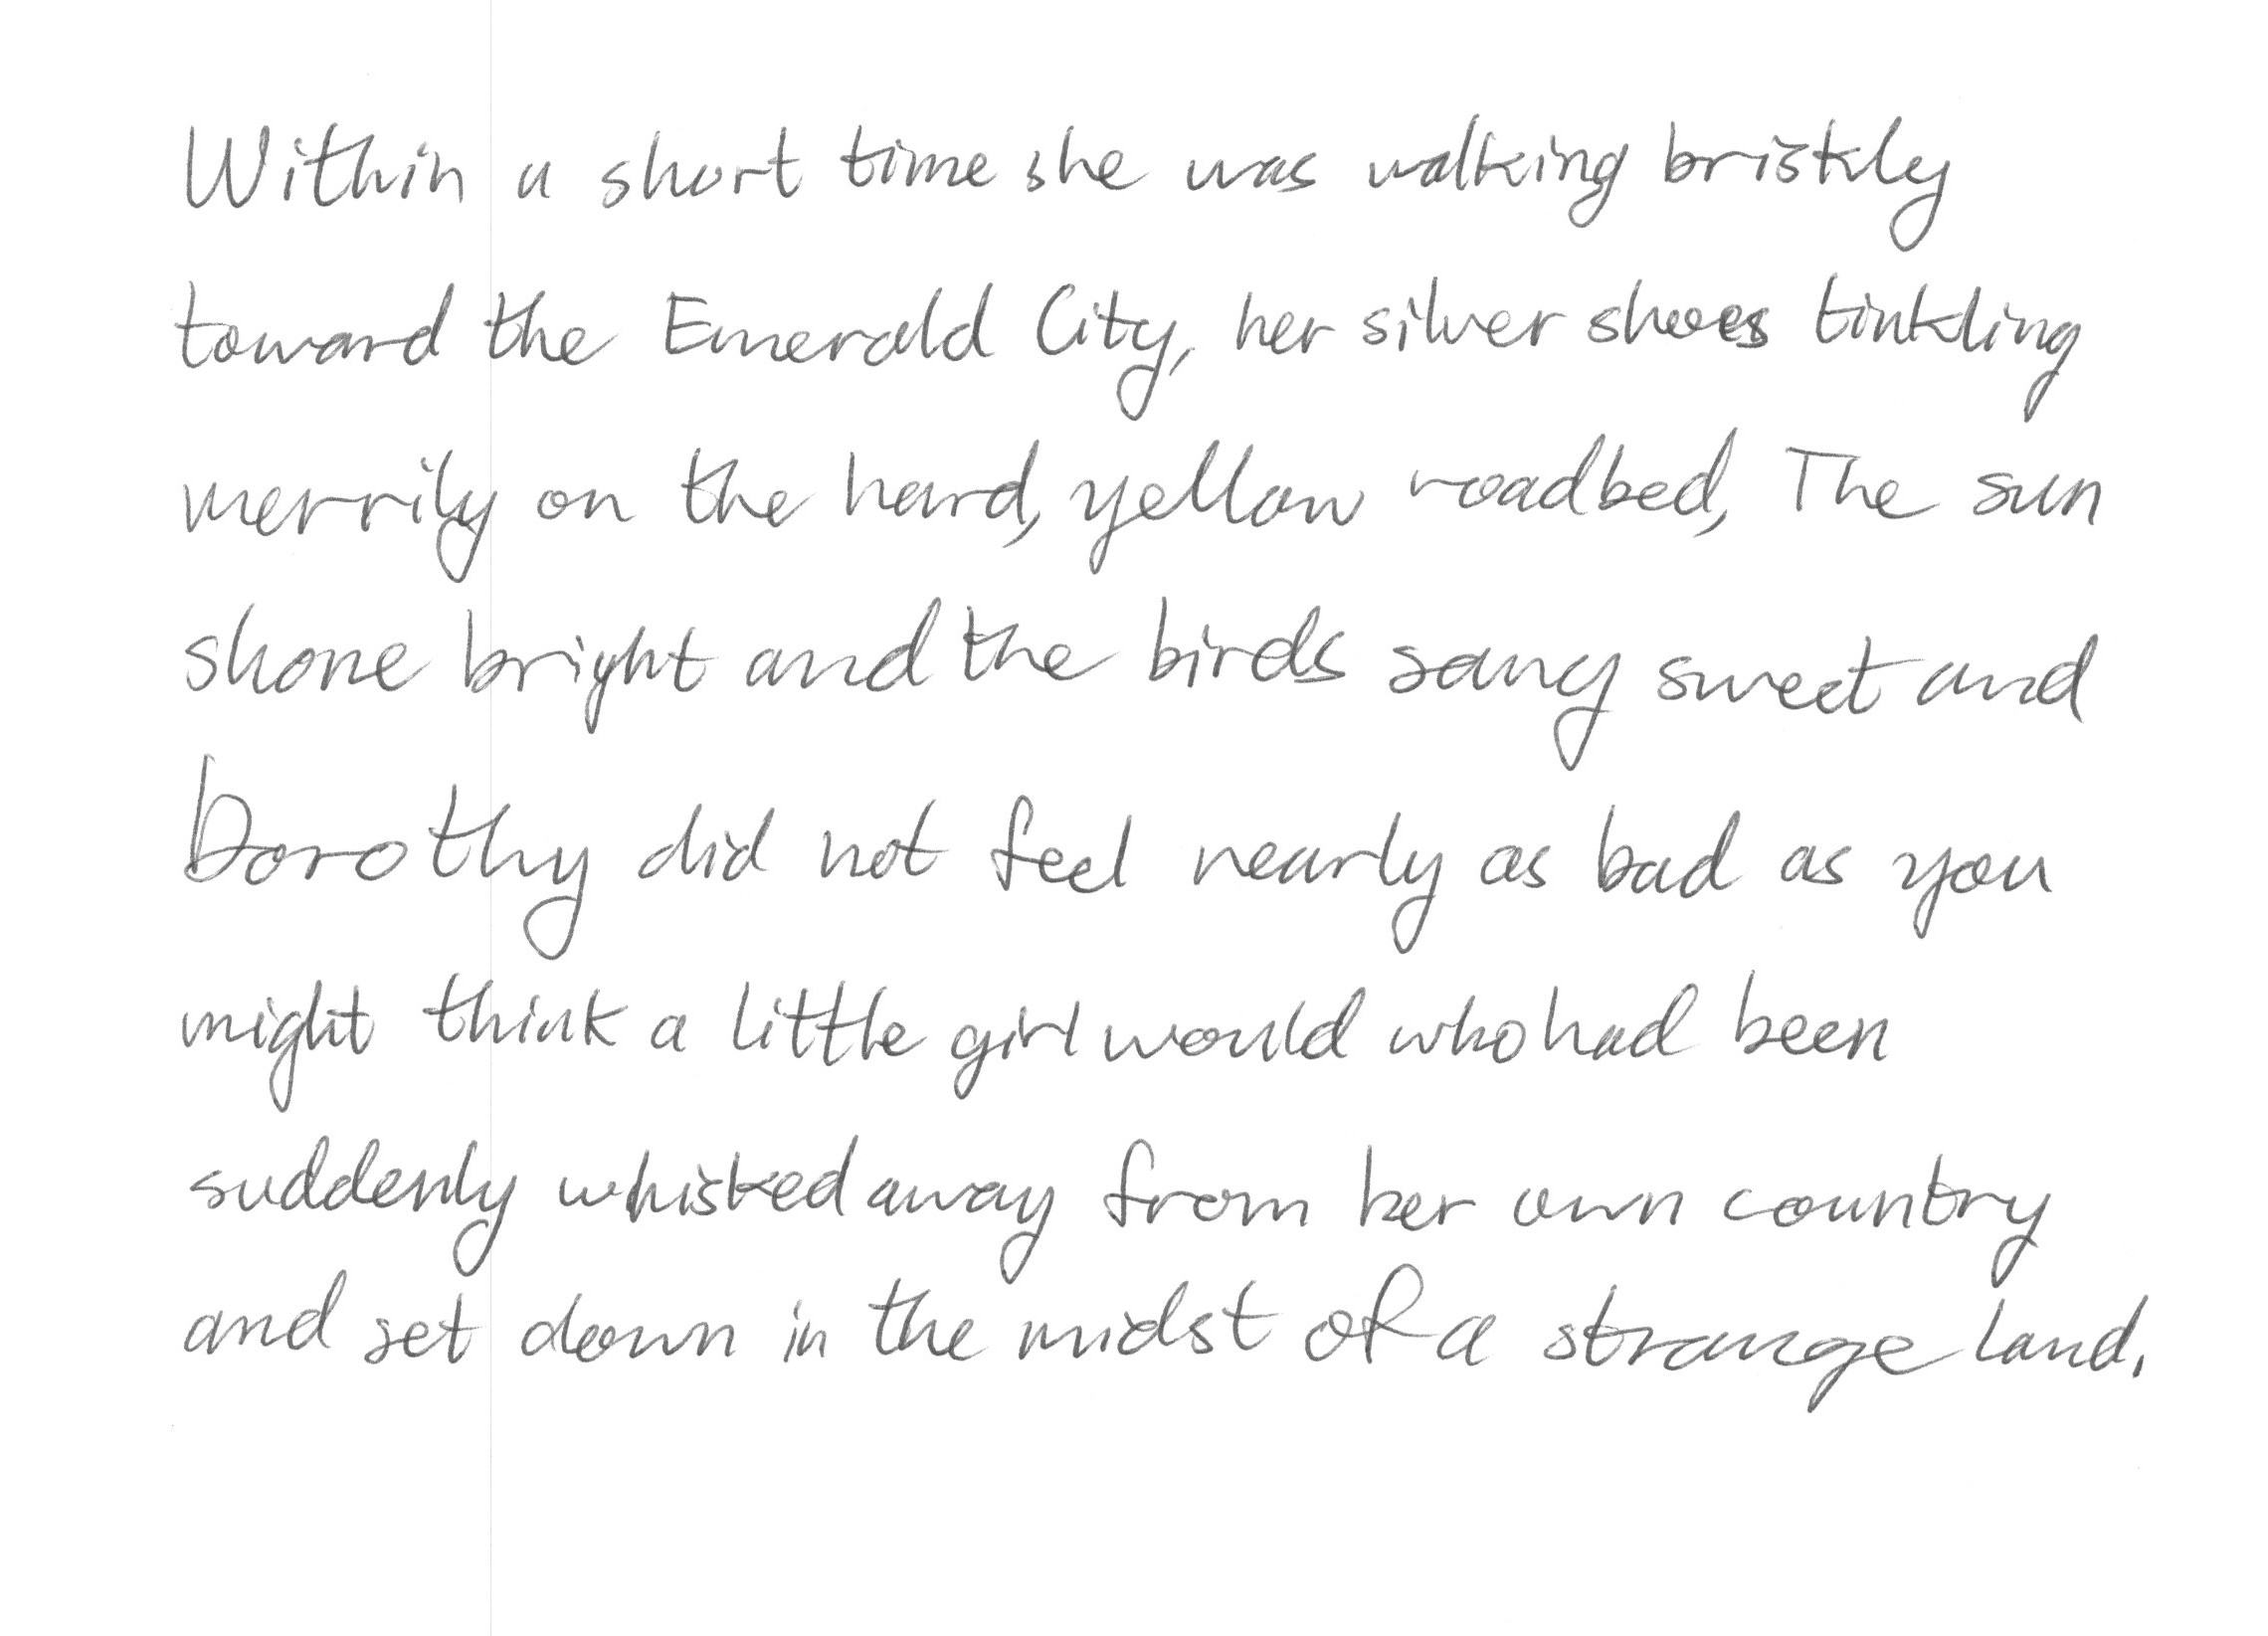 Within a short time she was walking briskly
toward the Emerald City, her silver shoes tinkling
merrily on the hard, yellow roadbed, The sun
shone bright and the birds sang sweet and
Dorothy did not feel nearly as bad as you
might think a little girl would who had been
suddenly whisked away from her own country
and set down in the midst of a strange land.